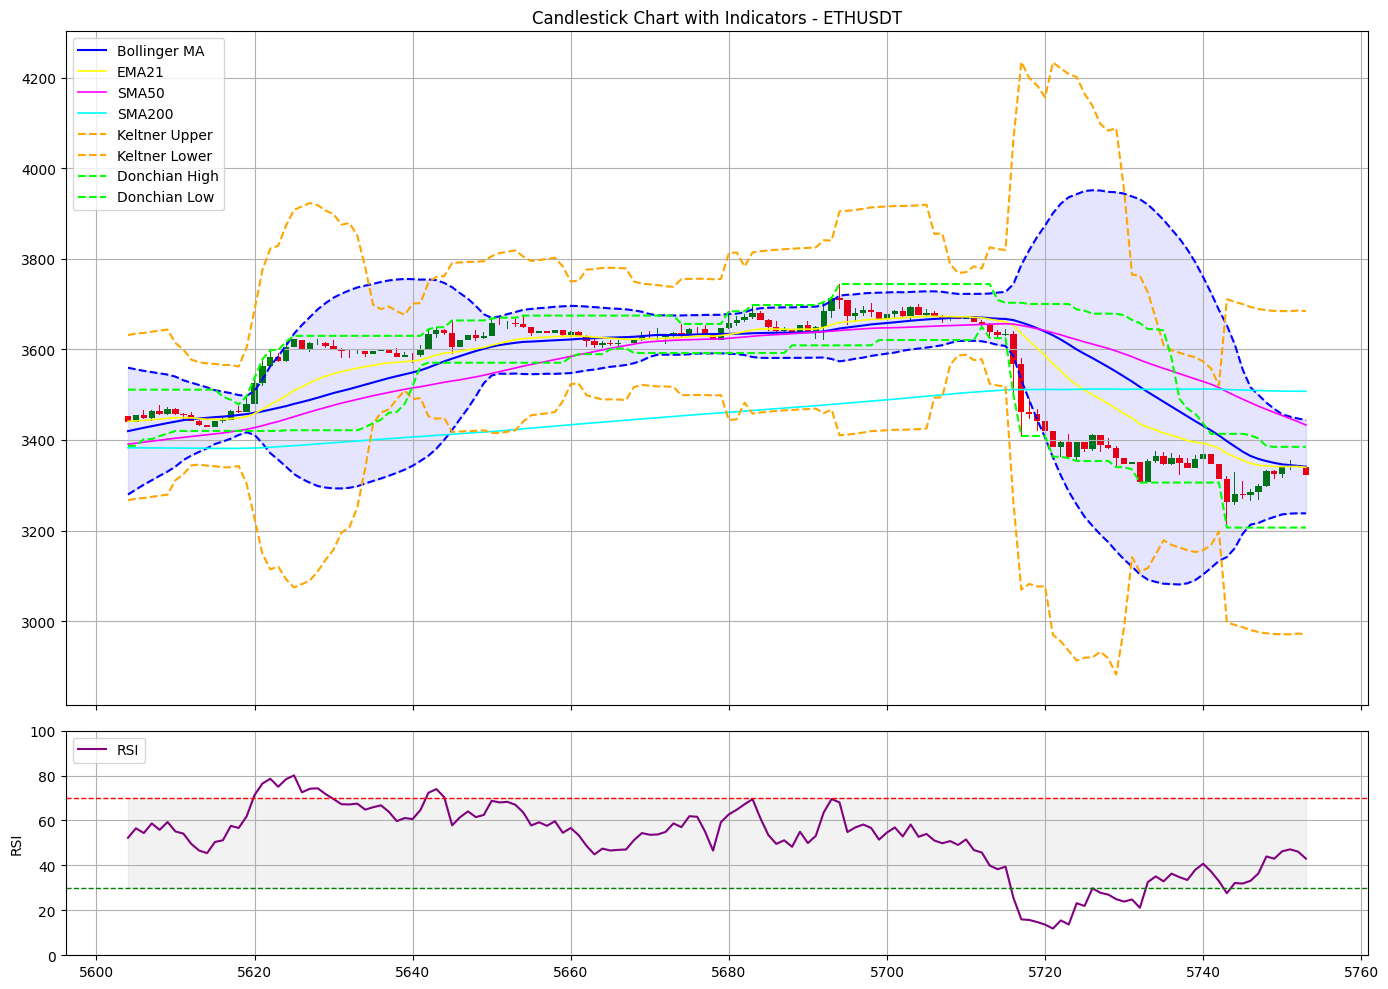 Candlestick Chart with Indicators - ETHUSDT
Bollinger MA
EMA21
SMA50
SMA200
Keltner Upper
Keltner Lower
Donchian High
Donchian Low
4200
4000
3800
3600
3400
3200
3000
RSI
100
80
60
40
20
0
RSI
5600
5620
5640
5660
5680
5700
5720
5740
5760